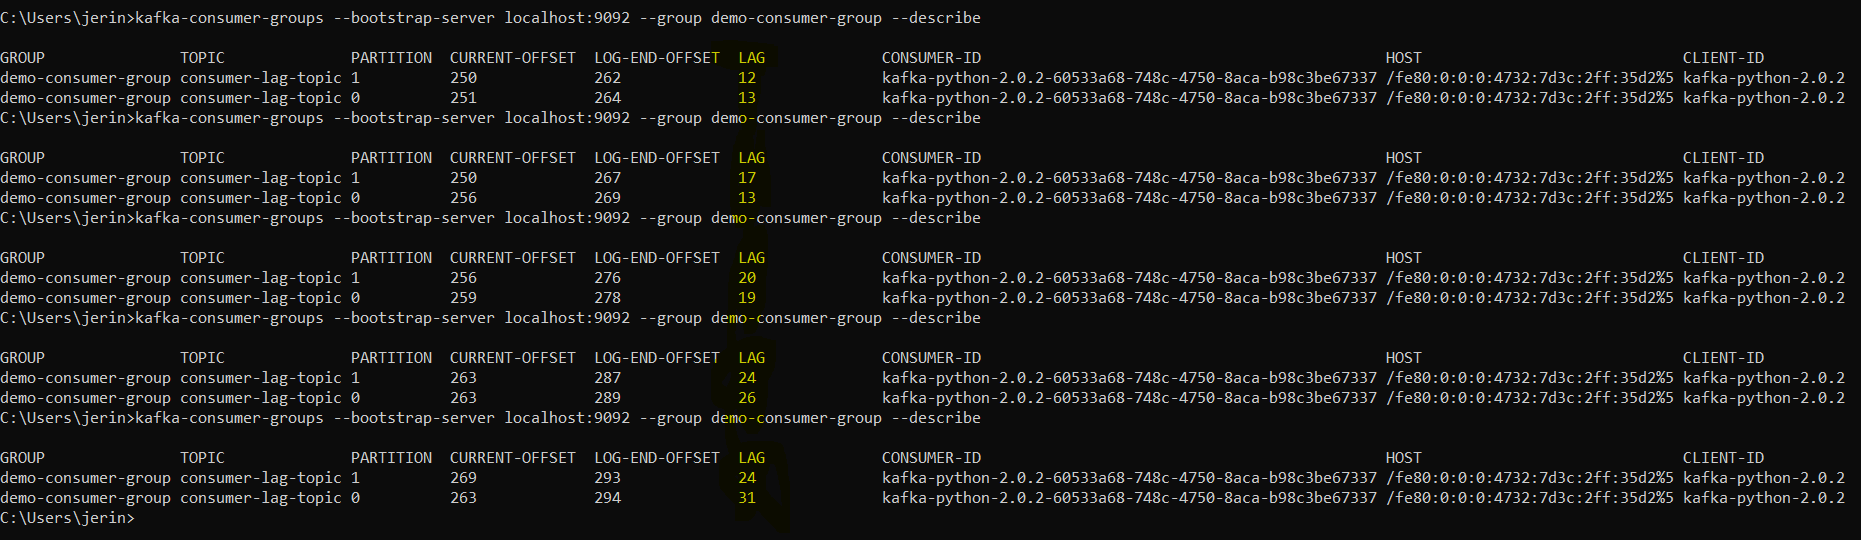 C:\Users\jerin>kafka-consumer-groups --bootstrap-server localhost:9092 --group demo-consumer-group --describe
GROUP TOPIC PARTITION CURRENT-OFFSET LOG-END-OFFSET LAG CONSUMER-ID HOST CLIENT-ID
demo-consumer-group consumer-lag-topic 1 250 262 12 kafka-python-2.0.2-60533a68-748c-4750-8aca-b98c3be67337 /fe80:0:0:0:4732:7d3c:2ff:35d2%5 kafka-python-2.0.2
demo-consumer-group consumer-lag-topic 0 251 264 13 kafka-python-2.0.2-60533a68-748c-4750-8aca-b98c3be67337 /fe80:0:0:0:4732:7d3c:2ff:35d2%5 kafka-python-2.0.2
C:\Users\jerin>kafka-consumer-groups --bootstrap-server localhost:9092 --group demo-consumer-group --describe
GROUP TOPIC PARTITION CURRENT-OFFSET LOG-END-OFFSET LAG CONSUMER-ID HOST CLIENT-ID
demo-consumer-group consumer-lag-topic 1 250 267 17 kafka-python-2.0.2-60533a68-748c-4750-8aca-b98c3be67337 /fe80:0:0:0:4732:7d3c:2ff:35d2%5 kafka-python-2.0.2
demo-consumer-group consumer-lag-topic 0 256 269 13 kafka-python-2.0.2-60533a68-748c-4750-8aca-b98c3be67337 /fe80:0:0:0:4732:7d3c:2ff:35d2%5 kafka-python-2.0.2
C:\Users\jerin>kafka-consumer-groups --bootstrap-server localhost:9092 --group demo-consumer-group --describe
GROUP TOPIC PARTITION CURRENT-OFFSET LOG-END-OFFSET LAG CONSUMER-ID HOST CLIENT-ID
demo-consumer-group consumer-lag-topic 1 256 276 20 kafka-python-2.0.2-60533a68-748c-4750-8aca-b98c3be67337 /fe80:0:0:0:4732:7d3c:2ff:35d2%5 kafka-python-2.0.2
demo-consumer-group consumer-lag-topic 0 259 278 19 kafka-python-2.0.2-60533a68-748c-4750-8aca-b98c3be67337 /fe80:0:0:0:4732:7d3c:2ff:35d2%5 kafka-python-2.0.2
C:\Users\jerin>kafka-consumer-groups --bootstrap-server localhost:9092 --group demo-consumer-group --describe
GROUP TOPIC PARTITION CURRENT-OFFSET LOG-END-OFFSET LAG CONSUMER-ID HOST CLIENT-ID
demo-consumer-group consumer-lag-topic 1 263 287 24 kafka-python-2.0.2-60533a68-748c-4750-8aca-b98c3be67337 /fe80:0:0:0:4732:7d3c:2ff:35d2%5 kafka-python-2.0.2
demo-consumer-group consumer-lag-topic 0 263 289 26 kafka-python-2.0.2-60533a68-748c-4750-8aca-b98c3be67337 /fe80:0:0:0:4732:7d3c:2ff:35d2%5 kafka-python-2.0.2
C:\Users\jerin>kafka-consumer-groups --bootstrap-server localhost:9092 --group demo-consumer-group --describe
GROUP TOPIC PARTITION CURRENT-OFFSET LOG-END-OFFSET LAG CONSUMER-ID HOST CLIENT-ID
demo-consumer-group consumer-lag-topic 1 269 293 24 kafka-python-2.0.2-60533a68-748c-4750-8aca-b98c3be67337 /fe80:0:0:0:4732:7d3c:2ff:35d2%5 kafka-python-2.0.2
demo-consumer-group consumer-lag-topic 0 263 294 31 kafka-python-2.0.2-60533a68-748c-4750-8aca-b98c3be67337 /fe80:0:0:0:4732:7d3c:2ff:35d2%5 kafka-python-2.0.2
C:\Users\jerin>